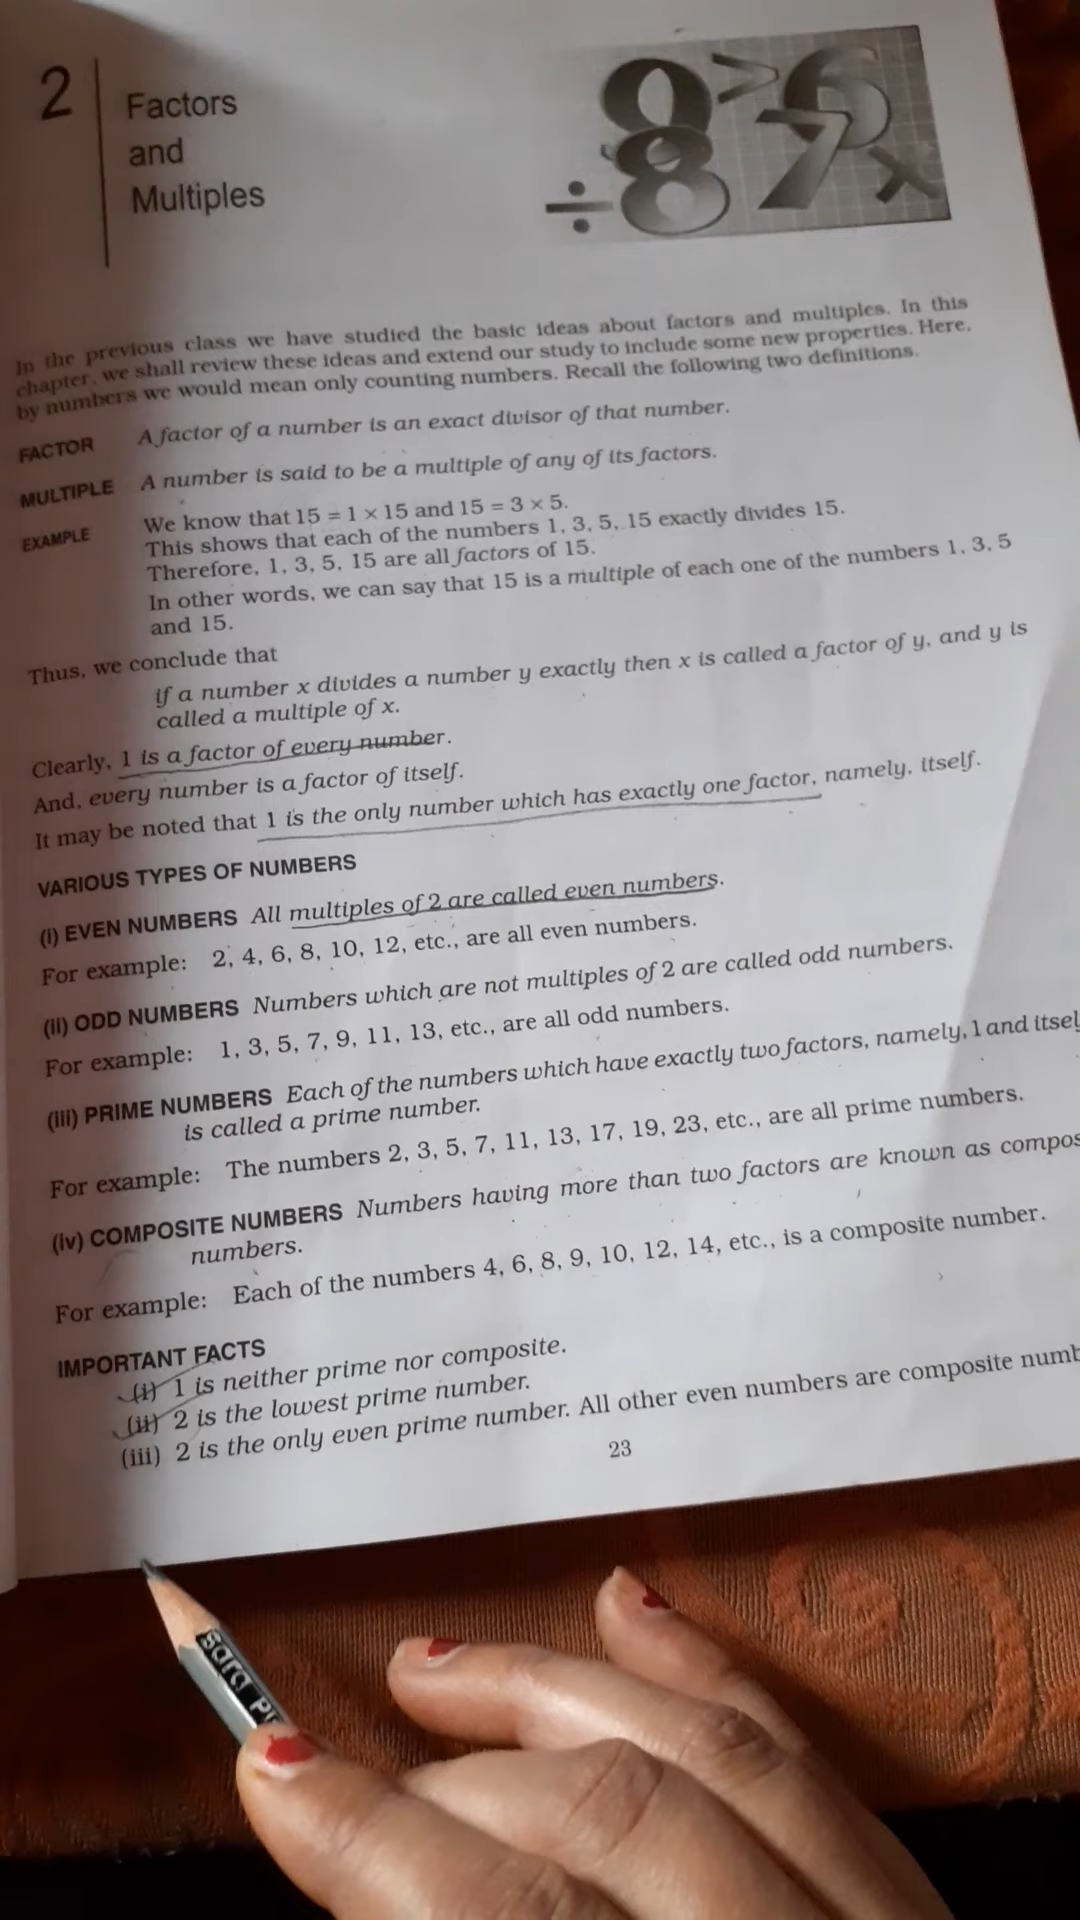 2
Factors
and
Multiples
In the previous class we have studied the basic ideas about factors and multiples. In this
chapter, we shall review these ideas and extend our study to include some new properties. Here,
by numbers we would mean only counting numbers. Recall the following two definitions.
FACTOR A factor of a number is an exact divisor of that number.
MULTIPLE A number is said to be a multiple of any of its factors.
EXAMPLE We know that 15 = 1 × 15 and 15 = 3 × 5.
This shows that each of the numbers 1, 3, 5, 15 exactly divides 15.
Therefore, 1, 3, 5, 15 are all factors of 15.
In other words, we can say that 15 is a multiple of each one of the numbers 1, 3, 5
and 15.
Thus, we conclude that
if a number x divides a number y exactly then x is called a factor of y, and y is
called a multiple of x.
Clearly, 1 is a factor of every number.
And, every number is a factor of itself.
It may be noted that 1 is the only number which has exactly one factor, namely, itself.
VARIOUS TYPES OF NUMBERS
(i) EVEN NUMBERS All multiples of 2 are called even numbers.
For example: 2, 4, 6, 8, 10, 12, etc., are all even numbers.
(ii) ODD NUMBERS Numbers which are not multiples of 2 are called odd numbers.
For example: 1, 3, 5, 7, 9, 11, 13, etc., are all odd numbers.
(iii) PRIME NUMBERS Each of the numbers which have exactly two factors, namely, 1 and itsel
is called a prime number.
For example: The numbers 2, 3, 5, 7, 11, 13, 17, 19, 23, etc., are all prime numbers.
(iv) COMPOSITE NUMBERS Numbers having more than two factors are known as compos
numbers.
For example: Each of the numbers 4, 6, 8, 9, 10, 12, 14, etc., is a composite number.
IMPORTANT FACTS
(i) 1 is neither prime nor composite.
(ii) 2 is the lowest prime number.
(iii) 2 is the only even prime number. All other even numbers are composite numb
23
sara